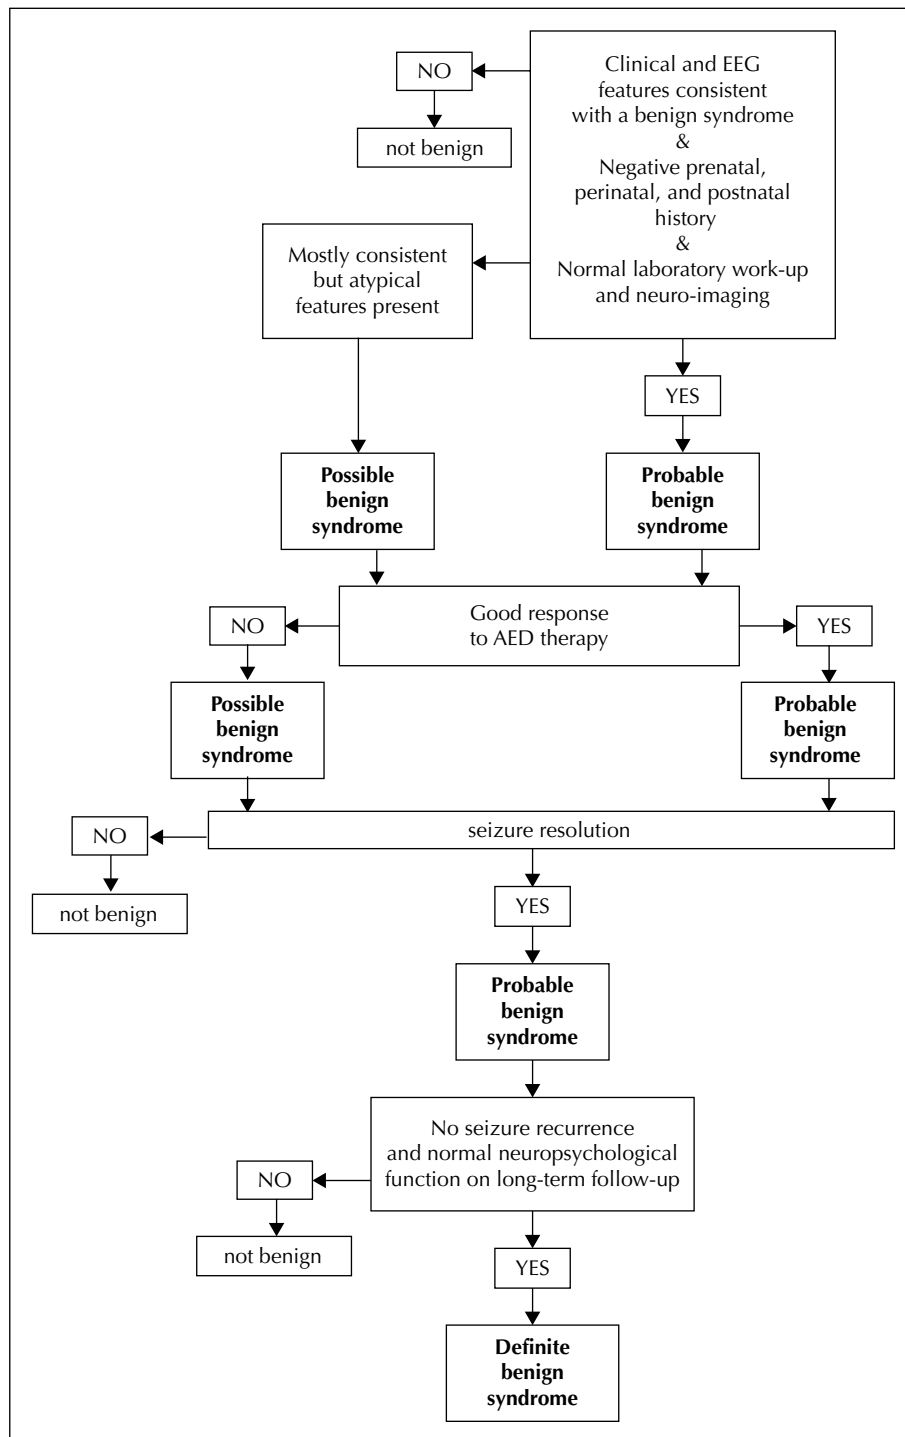 NO
Clinical and EEG
features consistent
with a benign syndrome
&
Negative prenatal,
perinatal, and postnatal
history
&
Normal laboratory work-up
and neuro-imaging
not benign
Mostly consistent
but atypical
features present
YES
Possible
benign
syndrome
Probable
benign
syndrome
Good response
to AED therapy
NO
YES
Possible
benign
syndrome
Probable
benign
syndrome
seizure resolution
NO
not benign
YES
Probable
benign
syndrome
No seizure recurrence
and normal neuropsychological
function on long-term follow-up
NO
not benign
YES
Definite
benign
syndrome